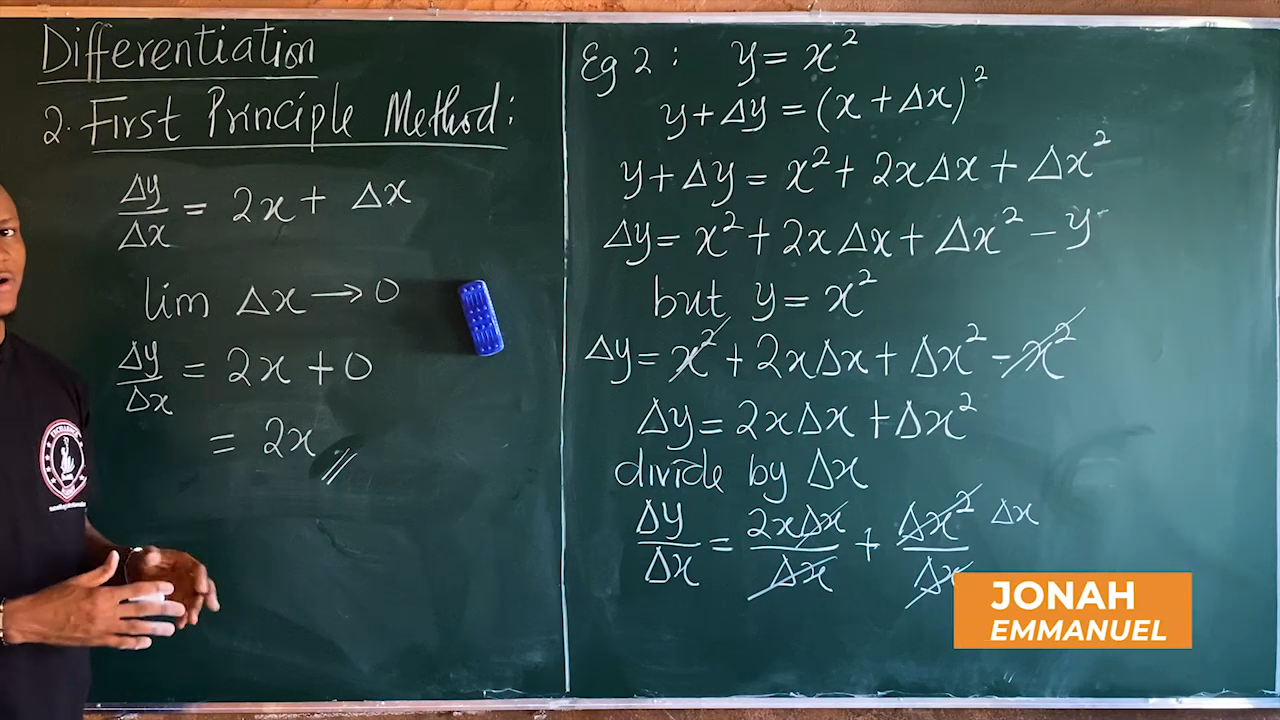 Differentiation
2. First Principle Method:
Δy/Δx = 2x + Δx
lim Δx → 0
Δy/Δx = 2x + 0
= 2x //
Eg 2 : y = x²
y + Δy = (x + Δx)²
y + Δy = x² + 2xΔx + Δx²
Δy = x² + 2xΔx + Δx² - y
but y = x²
Δy = x² + 2xΔx + Δx² - x²
Δy = 2xΔx + Δx²
divide by Δx
Δy/Δx = 2xΔx/Δx + Δx²/Δx Δx
JONAH
EMMANUEL